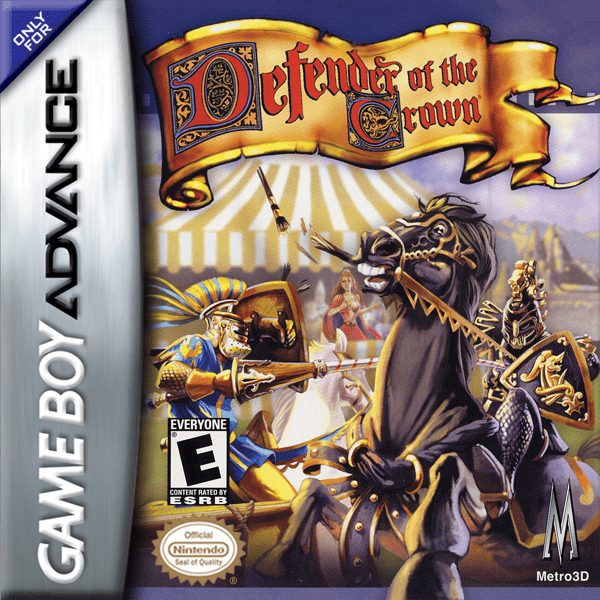 ONLY
FOR
GAME BOY ADVANCE
Defender of the
Crown
EVERYONE
E
CONTENT RATED BY
ESRB
Official
Nintendo
Seal of Quality
M
Metro3D